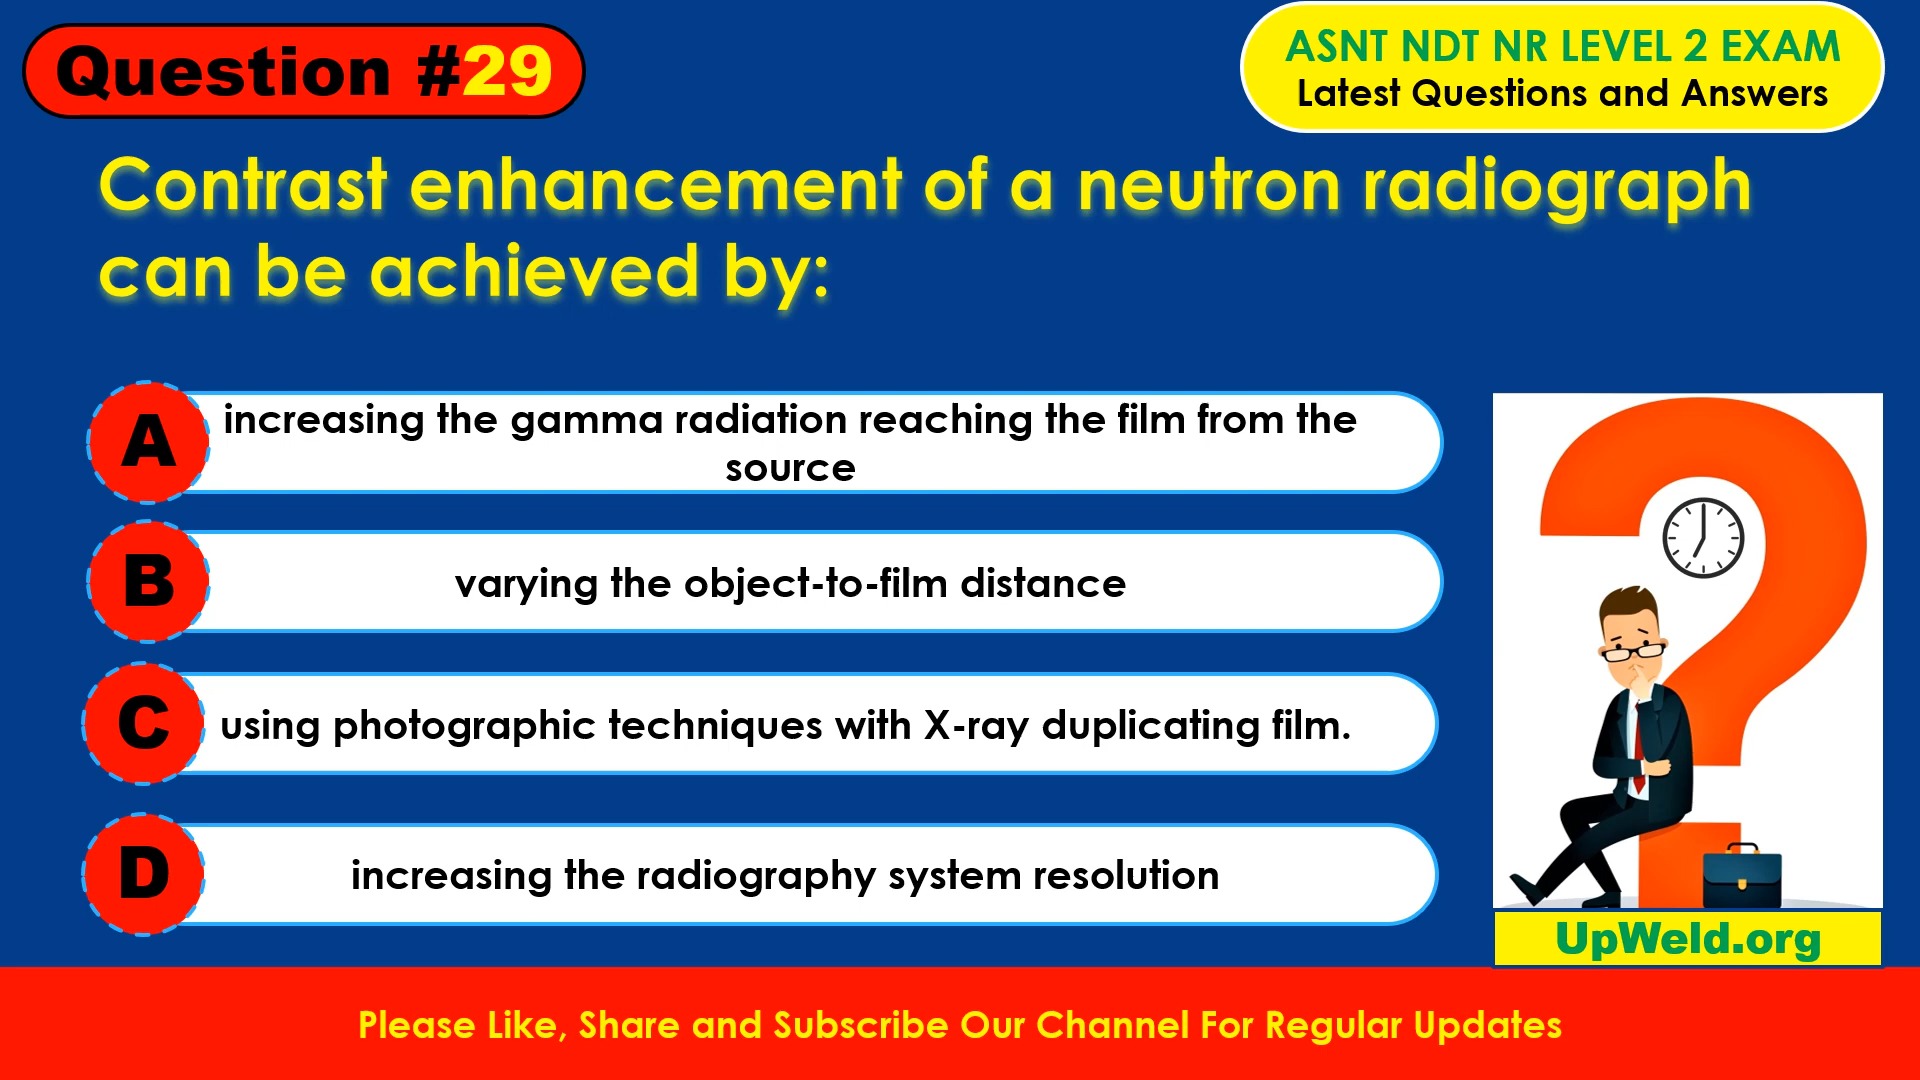 Question #29
ASNT NDT NR LEVEL 2 EXAM
Latest Questions and Answers
Contrast enhancement of a neutron radiograph
can be achieved by:
A
increasing the gamma radiation reaching the film from the
source
B
varying the object-to-film distance
C
using photographic techniques with X-ray duplicating film.
D
increasing the radiography system resolution
UpWeld.org
Please Like, Share and Subscribe Our Channel For Regular Updates